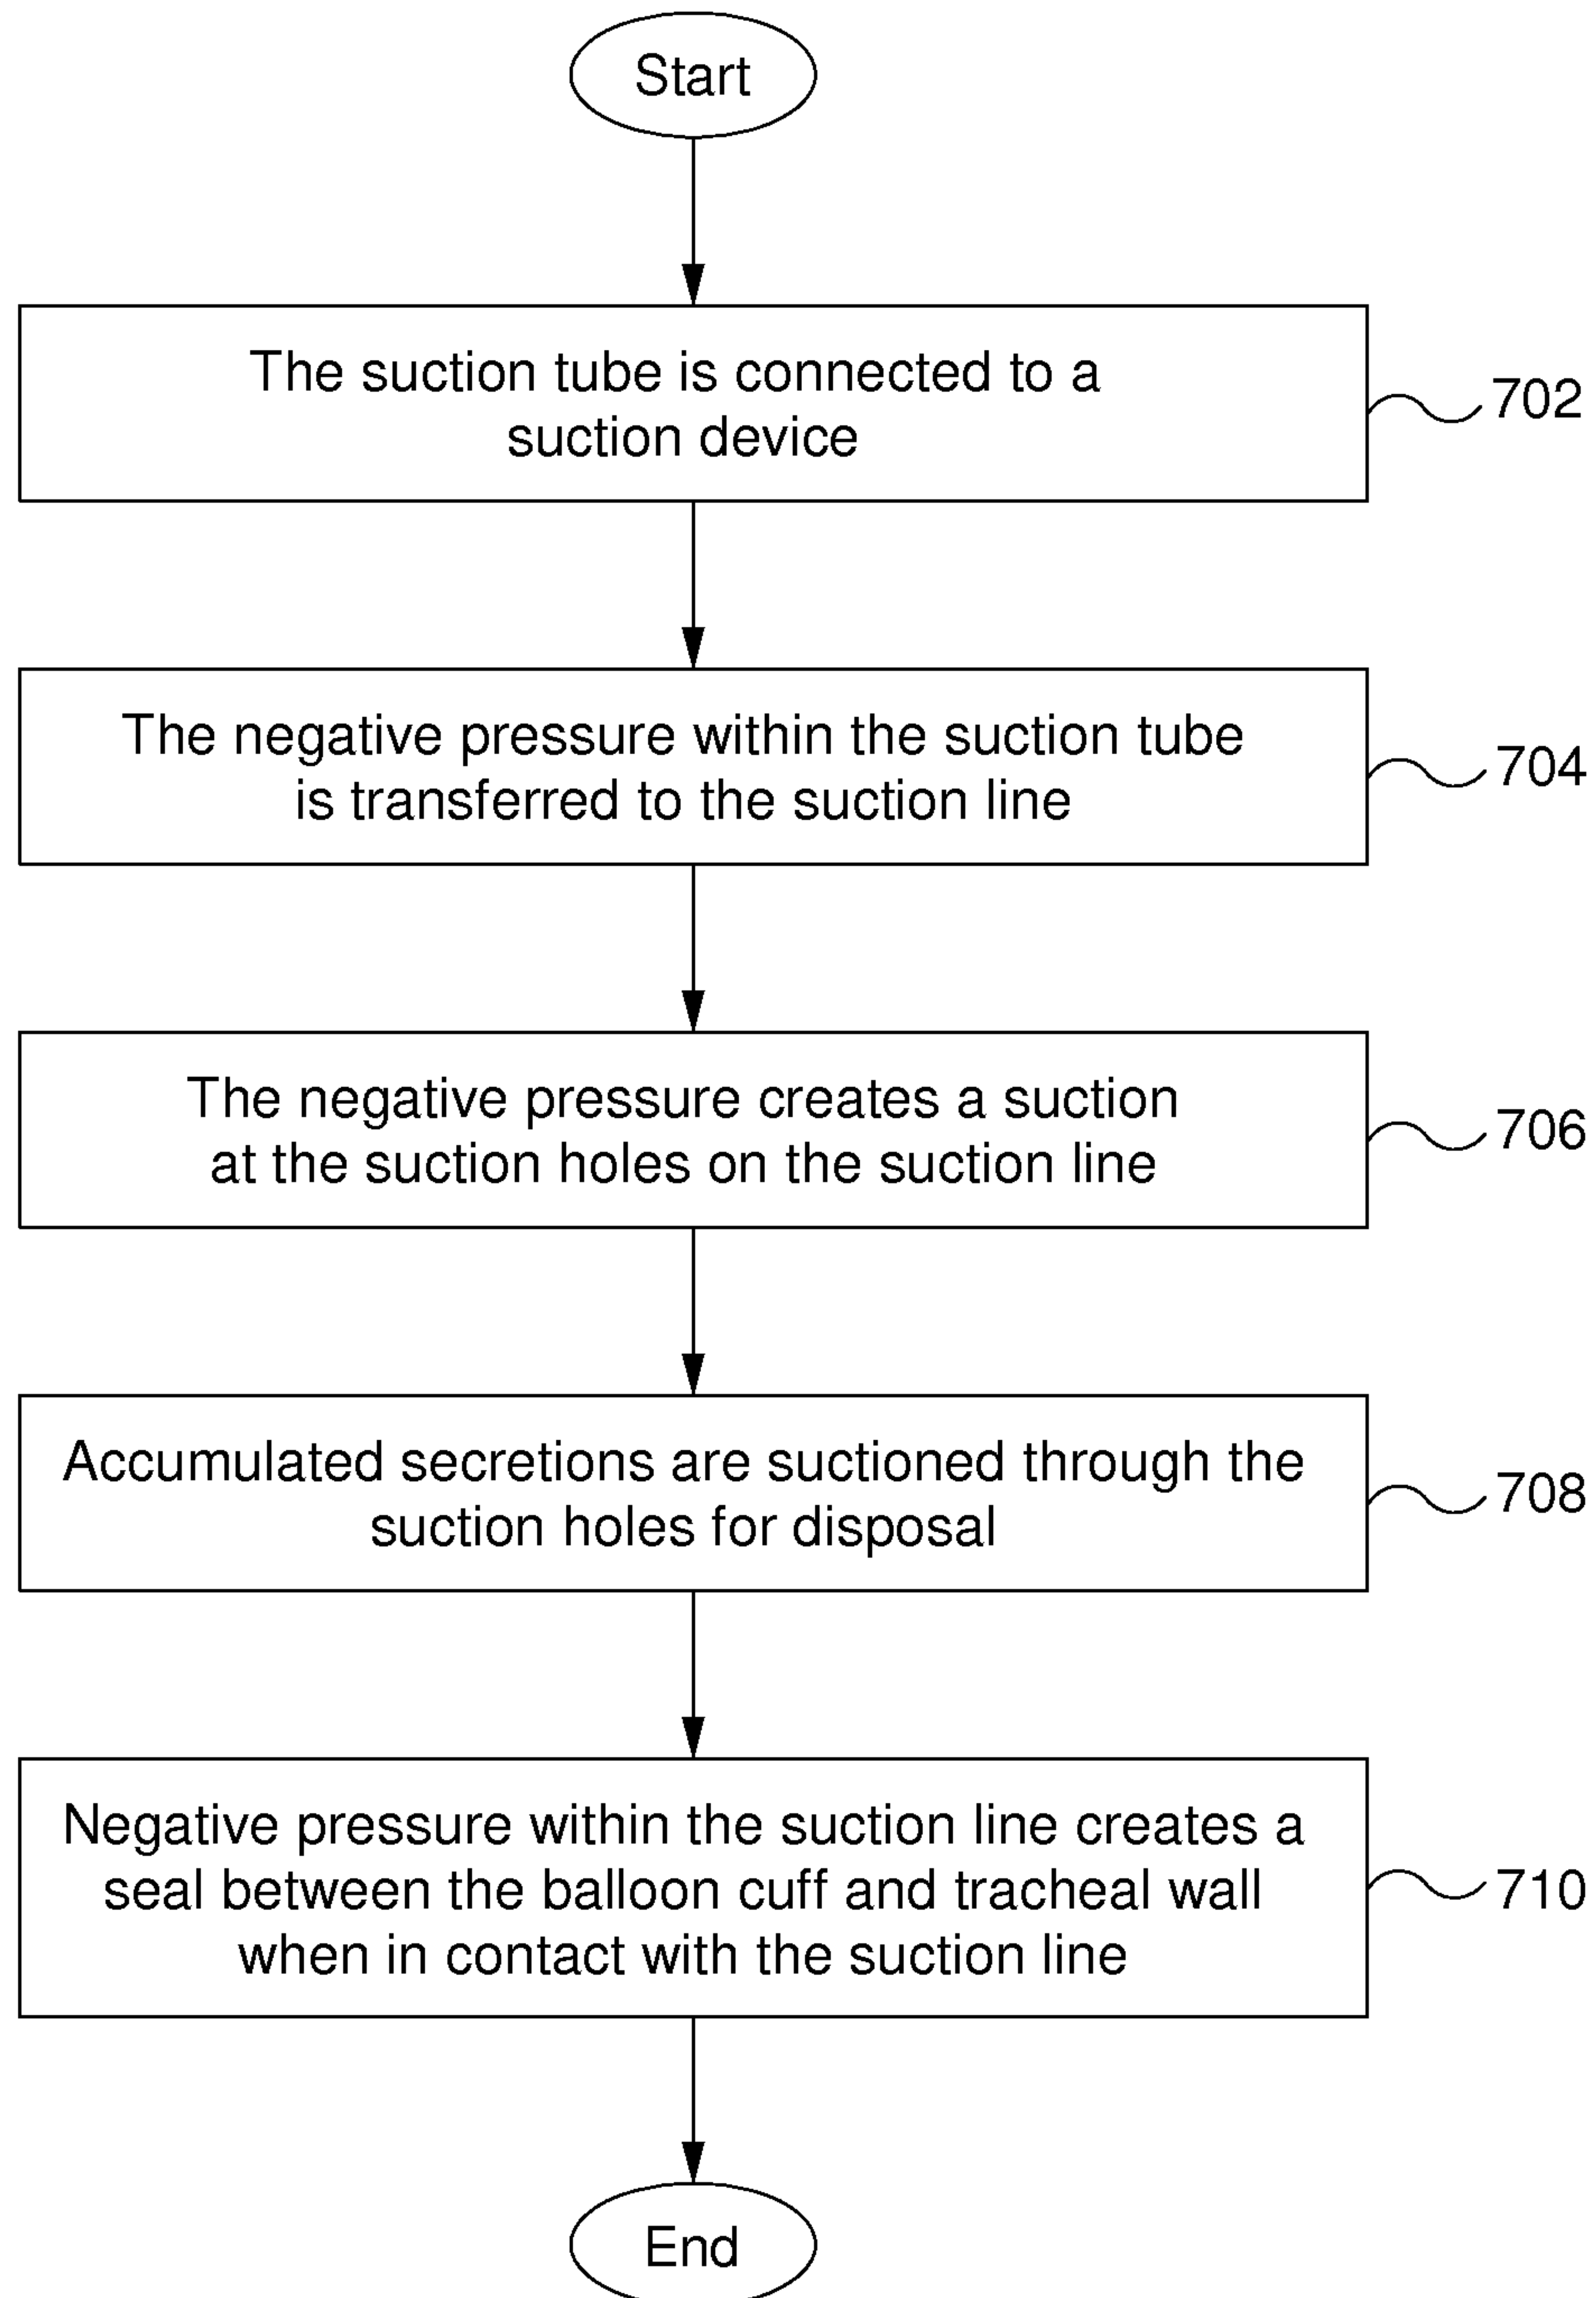 Start
The suction tube is connected to a
suction device
702
The negative pressure within the suction tube
is transferred to the suction line
704
The negative pressure creates a suction
at the suction holes on the suction line
706
Accumulated secretions are suctioned through the
suction holes for disposal
708
Negative pressure within the suction line creates a
seal between the balloon cuff and tracheal wall
when in contact with the suction line
710
End